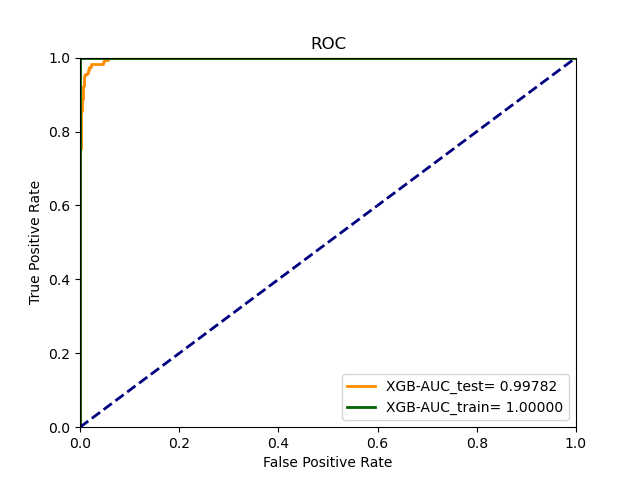 ROC
1.0
0.8
0.6
0.4
0.2
0.0
True Positive Rate
0.0 0.2 0.4 0.6 0.8 1.0
False Positive Rate
XGB-AUC_test= 0.99782
XGB-AUC_train= 1.00000